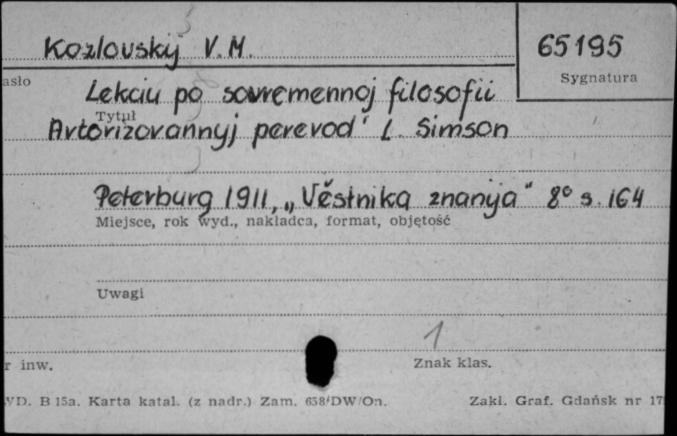 Kozlovskij V. M.
65195
asło
Sygnatura
Lekcii po sovremennoj filosofii
Tytuł
Avtorizovannyj perevod' L. Simson
Peterburg 1911, „Věstnika znanija" 8° s. 164
Miejsce, rok wyd., nakładca, format, objętość
Uwagi
1
r inw.
Znak klas.
VD. B 15a. Karta katal. (z nadr.) Zam. 658/DW/On.
Zakł. Graf. Gdańsk nr 17